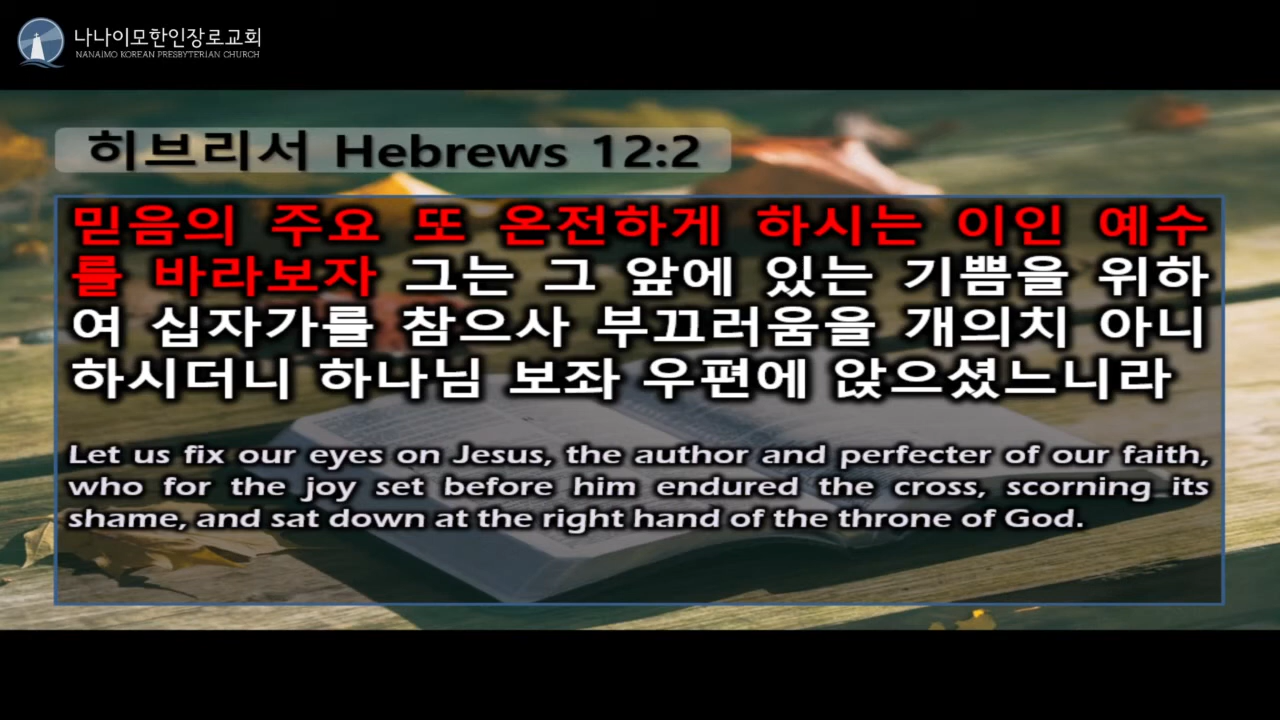 나나이모한인장로교회
NANAIMO KOREAN PRESBYTERIAN CHURCH
히브리서 Hebrews 12:2
믿음의 주요 또 온전하게 하시는 이인 예수
를 바라보자 그는 그 앞에 있는 기쁨을 위하
여 십자가를 참으사 부끄러움을 개의치 아니
하시더니 하나님 보좌 우편에 앉으셨느니라
Let us fix our eyes on Jesus, the author and perfecter of our faith,
who for the joy set before him endured the cross, scorning its
shame, and sat down at the right hand of the throne of God.